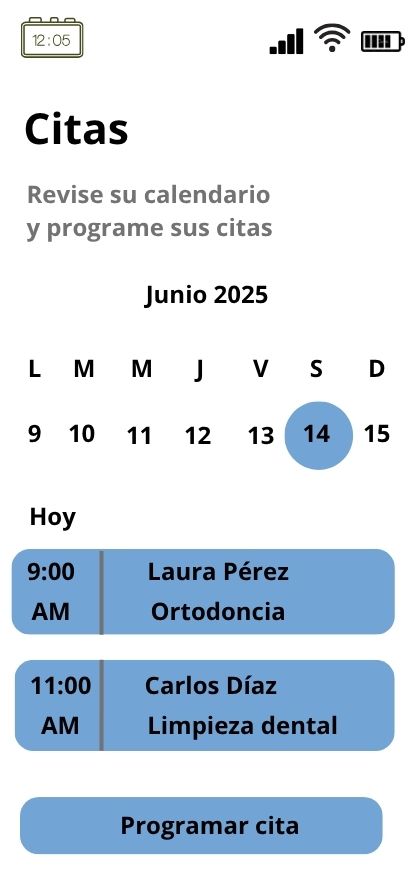 12:05
Citas
Revise su calendario
y programe sus citas
Junio 2025
L M M J V S D
9 10 11 12 13 14 15
Hoy
9:00 Laura Pérez
AM Ortodoncia
11:00 Carlos Díaz
AM Limpieza dental
Programar cita